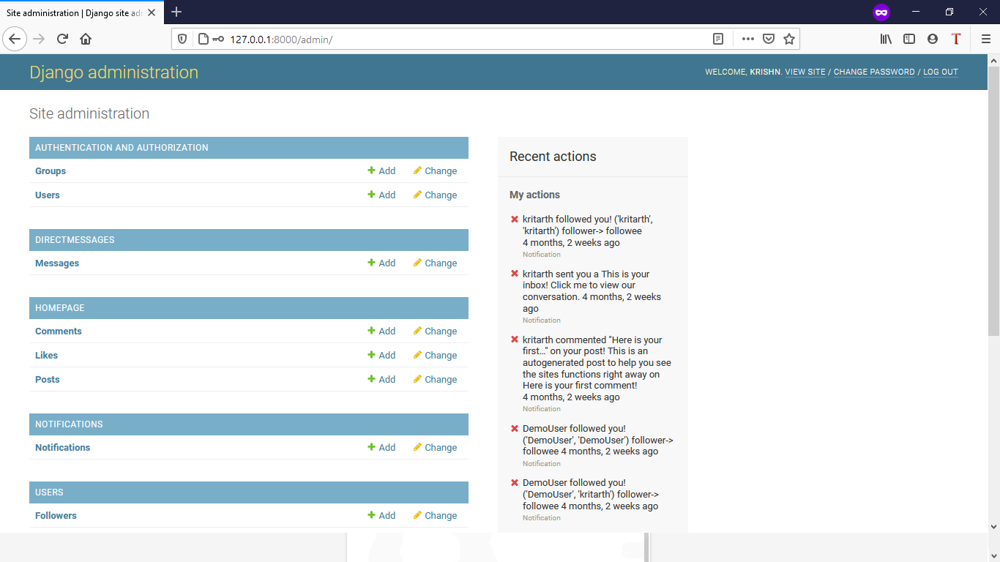 Site administration | Django site adı
127.0.0.1:8000/admin/
T
Django administration
WELCOME, KRISHN. VIEW SITE / CHANGE PASSWORD / LOG OUT
Site administration
AUTHENTICATION AND AUTHORIZATION
Groups Add Change
Users Add Change
DIRECTMESSAGES
Messages Add Change
HOMEPAGE
Comments Add Change
Likes Add Change
Posts Add Change
NOTIFICATIONS
Notifications Add Change
USERS
Followers Add Change
Recent actions
My actions
kritarth followed you! ('kritarth',
'kritarth') follower-> followee
4 months, 2 weeks ago
Notification
kritarth sent you a This is your
inbox! Click me to view our
conversation. 4 months, 2 weeks
ago
Notification
kritarth commented "Here is your
first..." on your post! This is an
autogenerated post to help you see
the sites functions right away on
Here is your first comment!
4 months, 2 weeks ago
Notification
DemoUser followed you!
('DemoUser', 'DemoUser') follower->
followee 4 months, 2 weeks ago
Notification
DemoUser followed you!
('DemoUser', 'kritarth') follower->
followee 4 months, 2 weeks ago
Notification